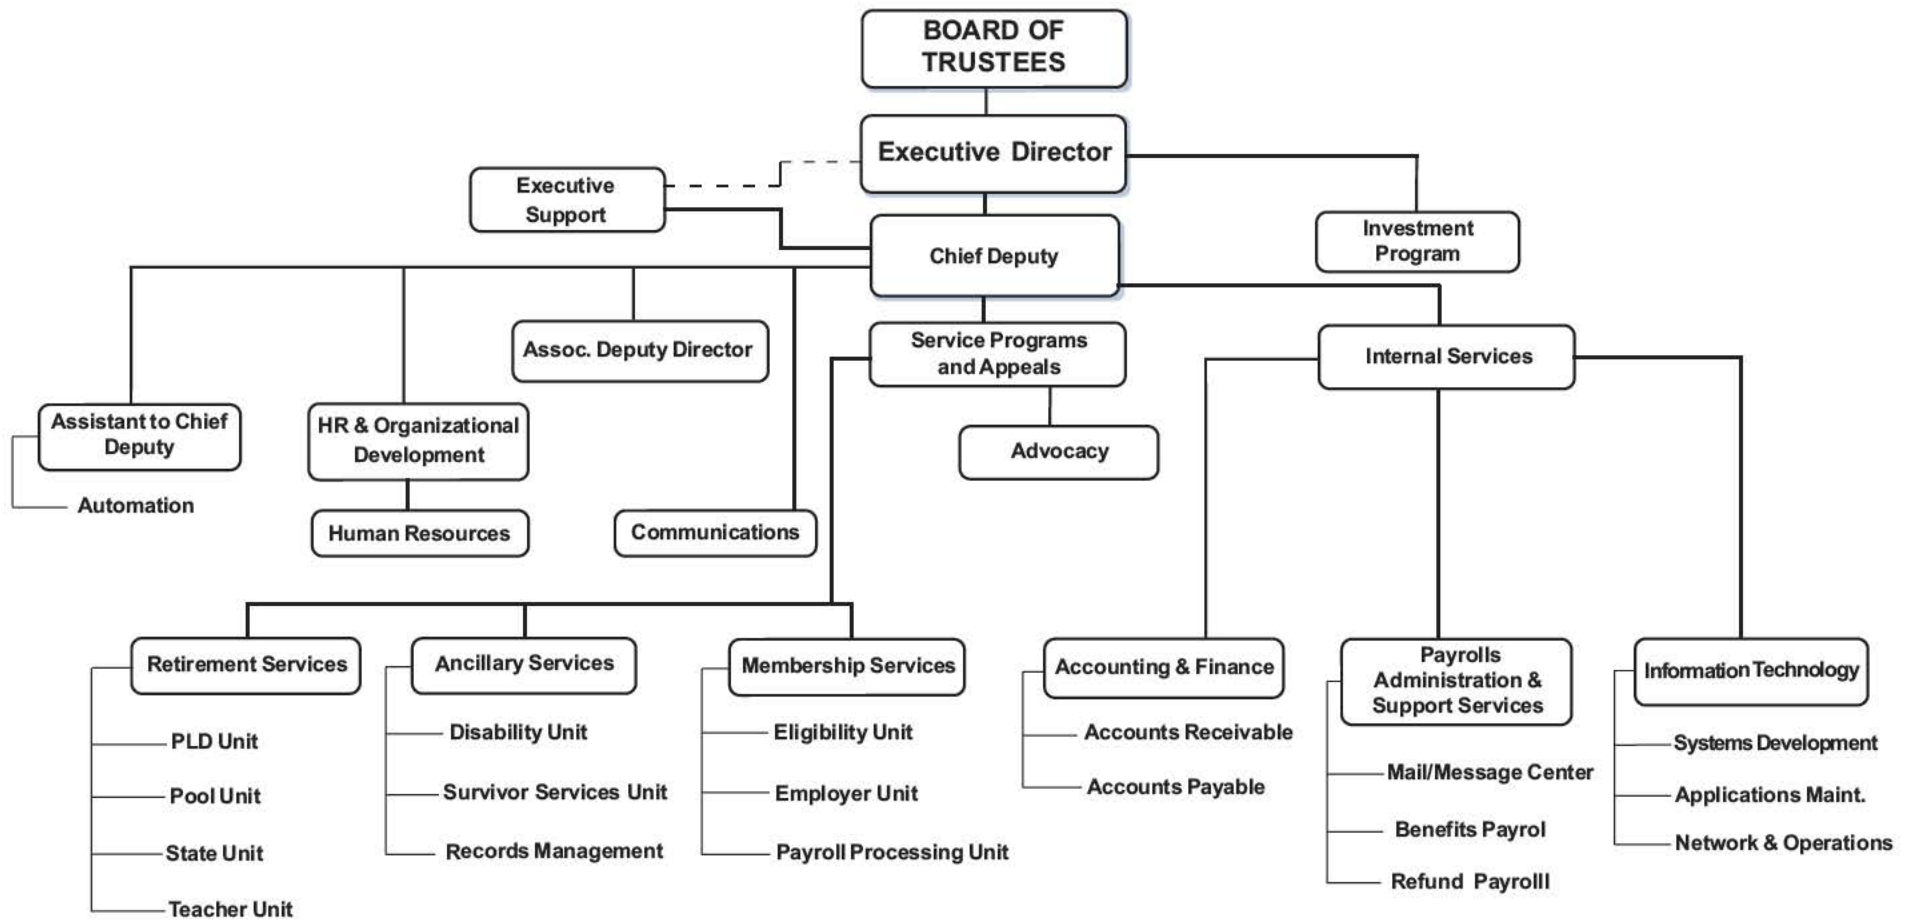 BOARD OF
TRUSTEES
Executive Director
Executive
Support
Investment
Program
Chief Deputy
Assoc. Deputy Director
Service Programs
and Appeals
Internal Services
Assistant to Chief
Deputy
HR & Organizational
Development
Advocacy
Automation
Human Resources
Communications
Retirement Services
PLD Unit
Pool Unit
State Unit
Teacher Unit
Ancillary Services
Disability Unit
Survivor Services Unit
Records Management
Membership Services
Eligibility Unit
Employer Unit
Payroll Processing Unit
Accounting & Finance
Accounts Receivable
Accounts Payable
Payrolls
Administration &
Support Services
Mail/Message Center
Benefits Payrol
Refund Payrolll
Information Technology
Systems Development
Applications Maint.
Network & Operations